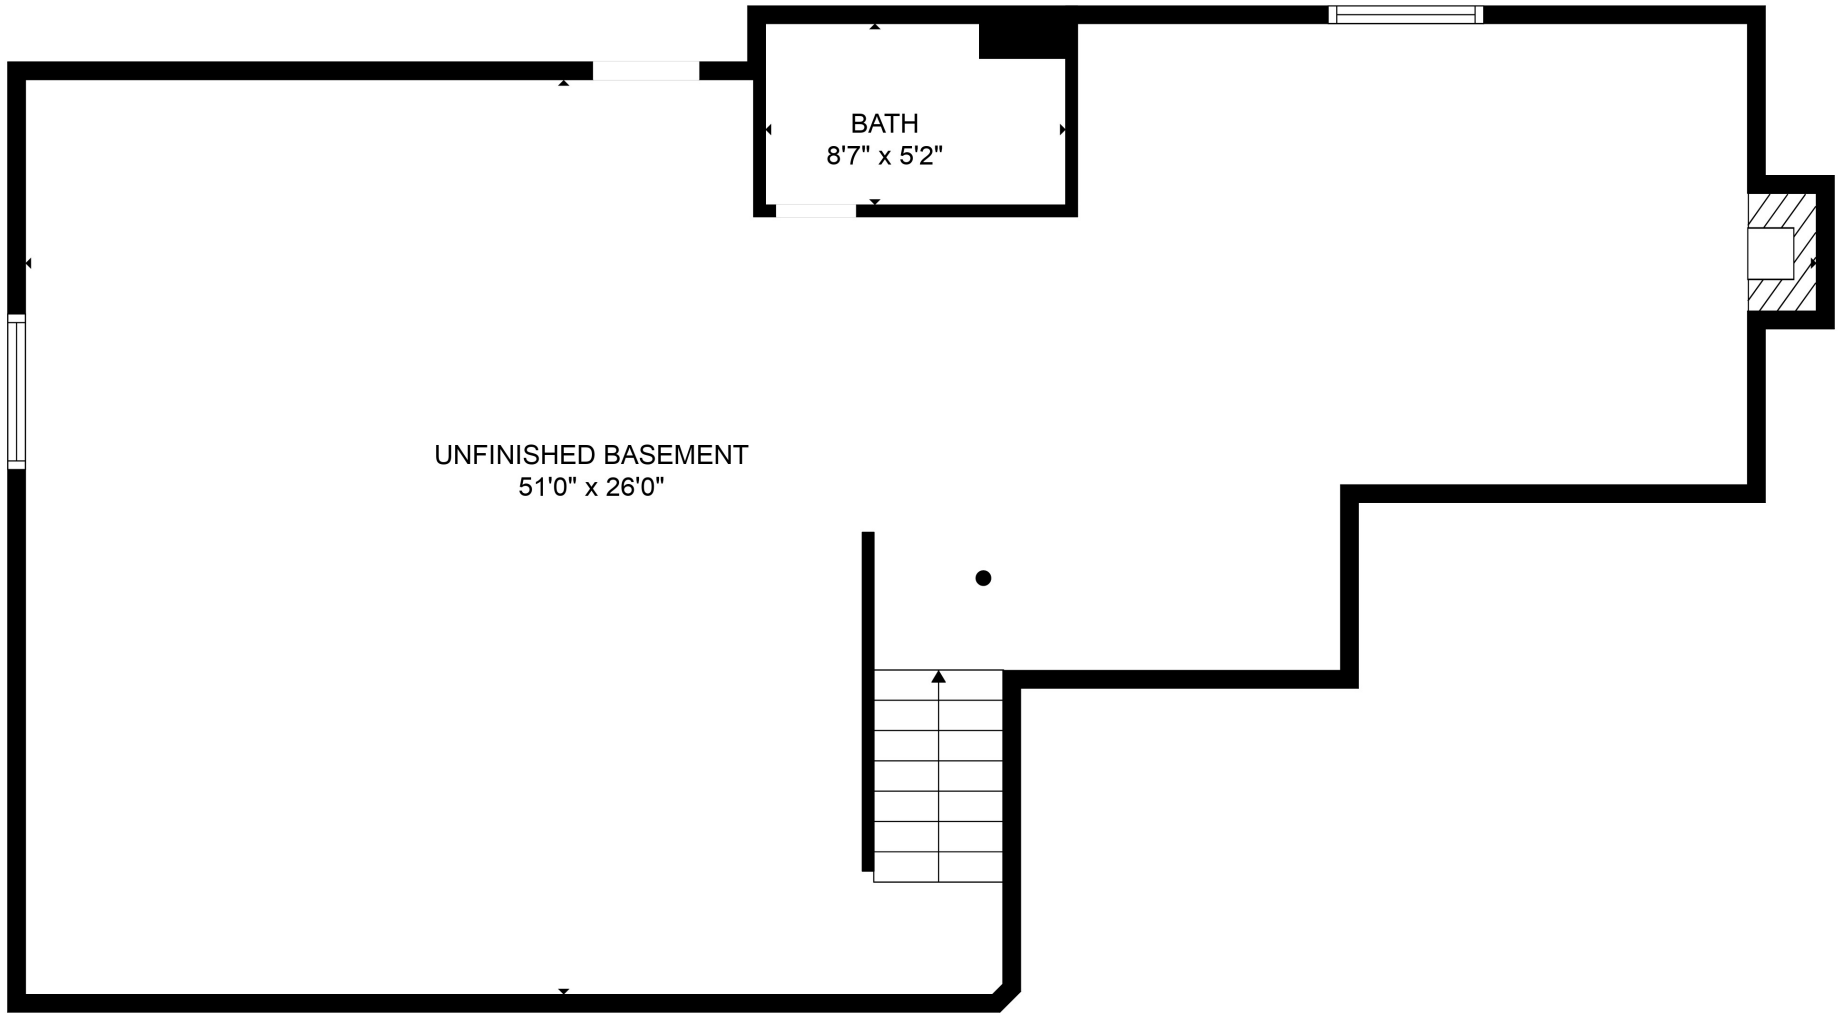 BATH
8'7" x 5'2"
UNFINISHED BASEMENT
51'0" x 26'0"